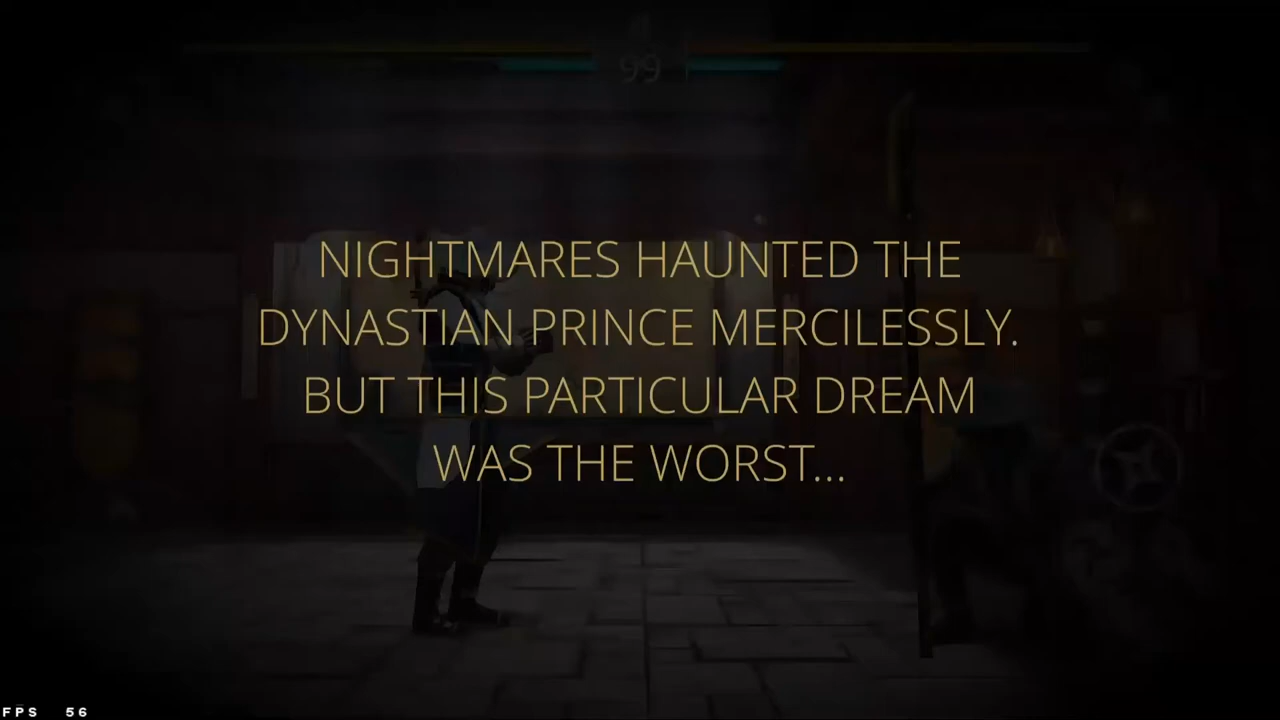 99
NIGHTMARES HAUNTED THE
DYNASTIAN PRINCE MERCILESSLY.
BUT THIS PARTICULAR DREAM
WAS THE WORST...
FPS 56